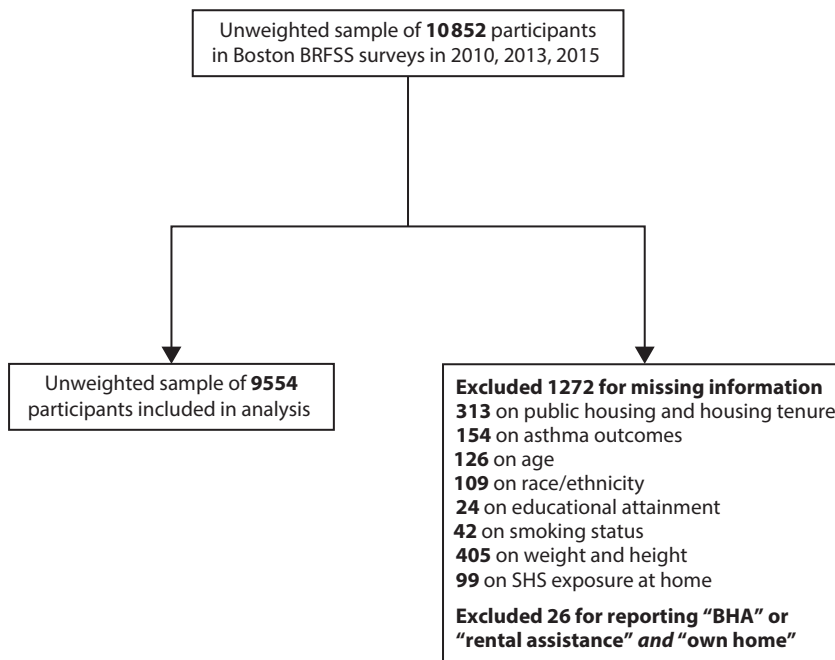 Unweighted sample of 10 852 participants
in Boston BRFSS surveys in 2010, 2013, 2015
Unweighted sample of 9554
participants included in analysis
Excluded 1272 for missing information
313 on public housing and housing tenure
154 on asthma outcomes
126 on age
109 on race/ethnicity
24 on educational attainment
42 on smoking status
405 on weight and height
99 on SHS exposure at home
Excluded 26 for reporting “BHA” or
“rental assistance” and “own home”